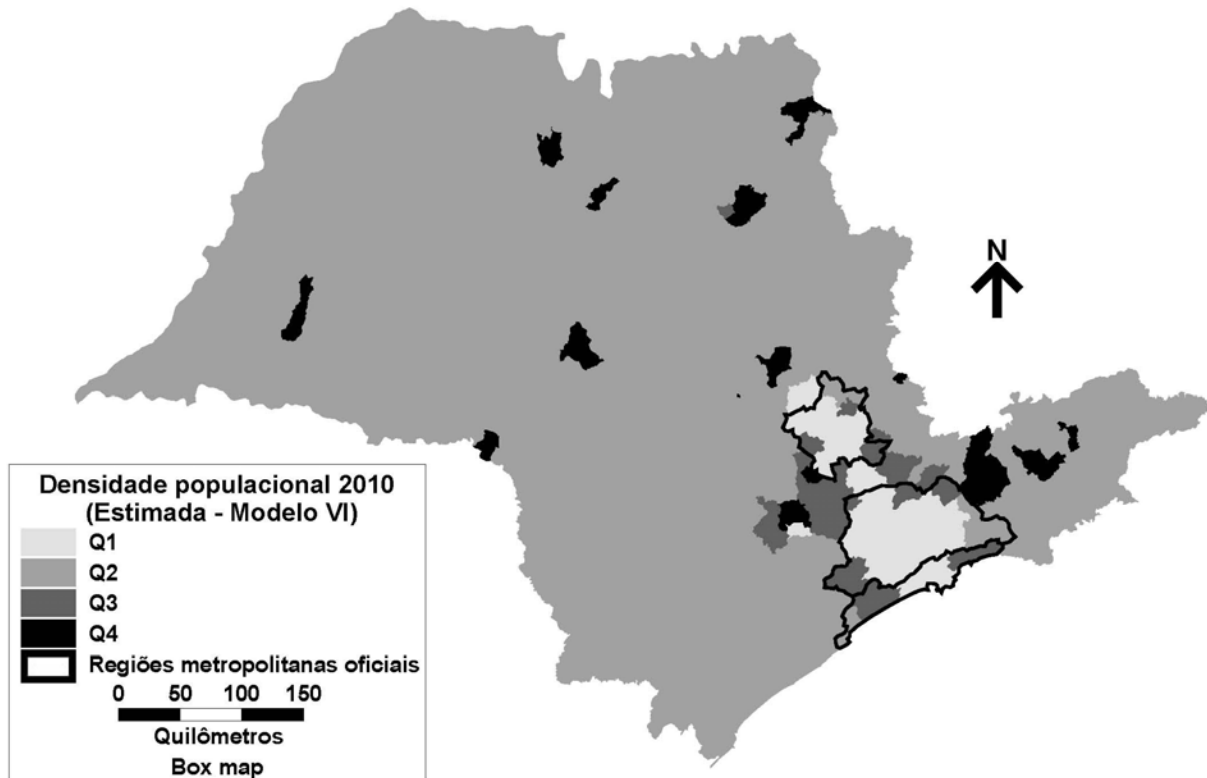 N
Densidade populacional 2010
(Estimada - Modelo VI)
Q1
Q2
Q3
Q4
Regiões metropolitanas oficiais
0 50 100 150
Quilômetros
Box map